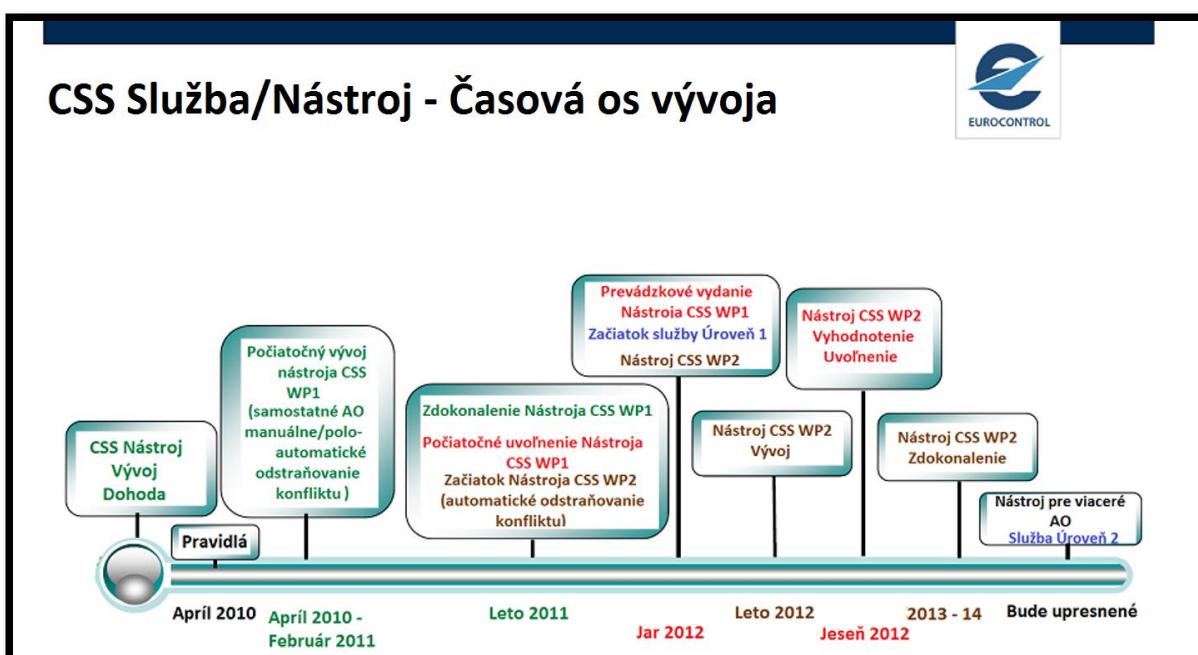 CSS Služba/Nástroj - Časová os vývoja
EUROCONTROL
CSS Nástroj
Vývoj
Dohoda
Pravidlá
Počiatočný vývoj
nástroja CSS
WP1
(samostatné AO
manuálne/polo-
automatické
odstraňovanie
konfliktu)
Zdokonalenie Nástroja CSS WP1
Počiatočné uvoľnenie Nástroja
CSS WP1
Začiatok Nástroja CSS WP2
(automatické odstraňovanie
konfliktu)
Prevádzkové vydanie
Nástroja CSS WP1
Začiatok služby Úroveň 1
Nástroj CSS WP2
Nástroj CSS WP2
Vývoj
Nástroj CSS WP2
Vyhodnotenie
Uvoľnenie
Nástroj CSS WP2
Zdokonalenie
Nástroj pre viaceré
AO
Služba Úroveň 2
Apríl 2010
Apríl 2010 -
Február 2011
Leto 2011
Jar 2012
Leto 2012
Jeseň 2012
2013 - 14
Bude upresnené